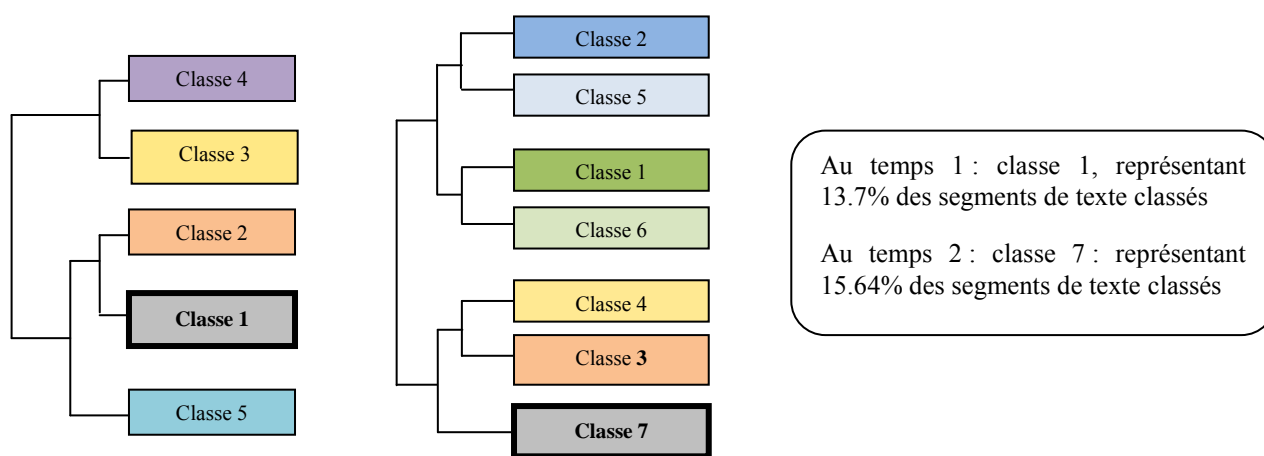 Classe 4
Classe 3
Classe 2
Classe 1
Classe 5
Classe 2
Classe 5
Classe 1
Classe 6
Classe 4
Classe 3
Classe 7
Au temps 1 : classe 1, représentant
13.7% des segments de texte classés
Au temps 2 : classe 7 : représentant
15.64% des segments de texte classés